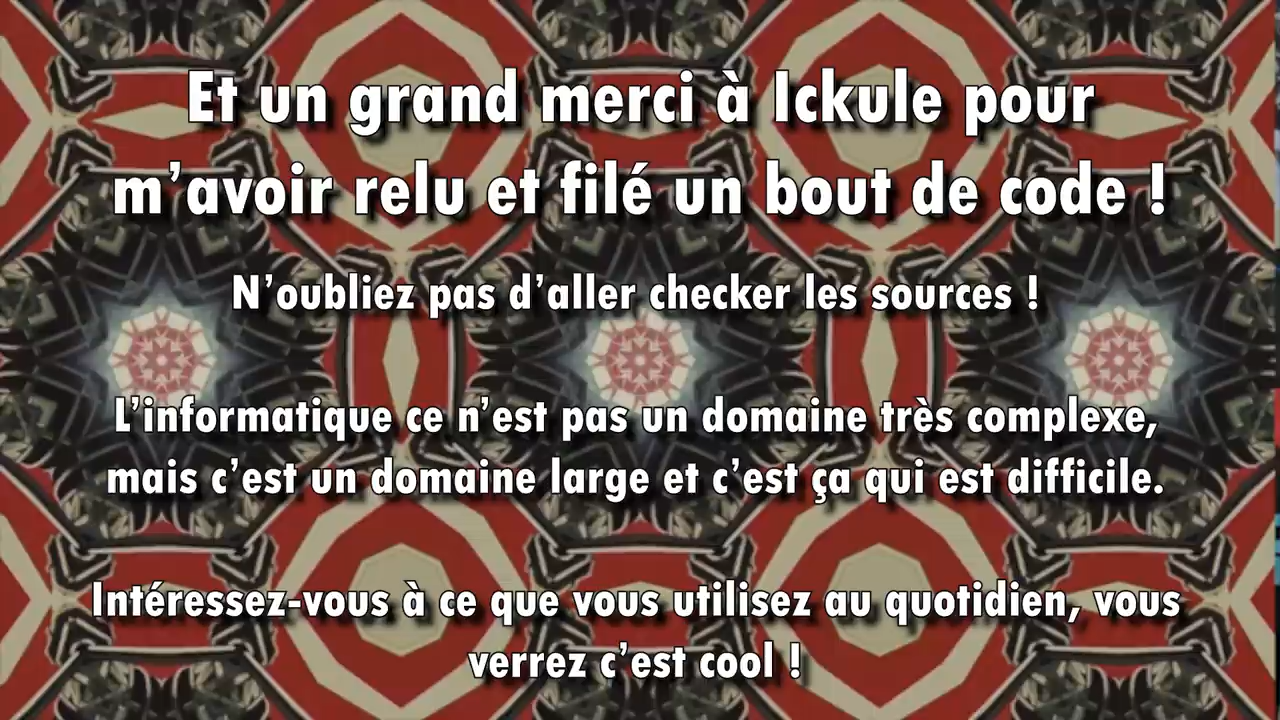 Et un grand merci à Ickule pour
m’avoir relu et filé un bout de code !
N’oubliez pas d’aller checker les sources !
L’informatique ce n’est pas un domaine très complexe,
mais c’est un domaine large et c’est ça qui est difficile.
Intéressez-vous à ce que vous utilisez au quotidien, vous
verrez c’est cool !